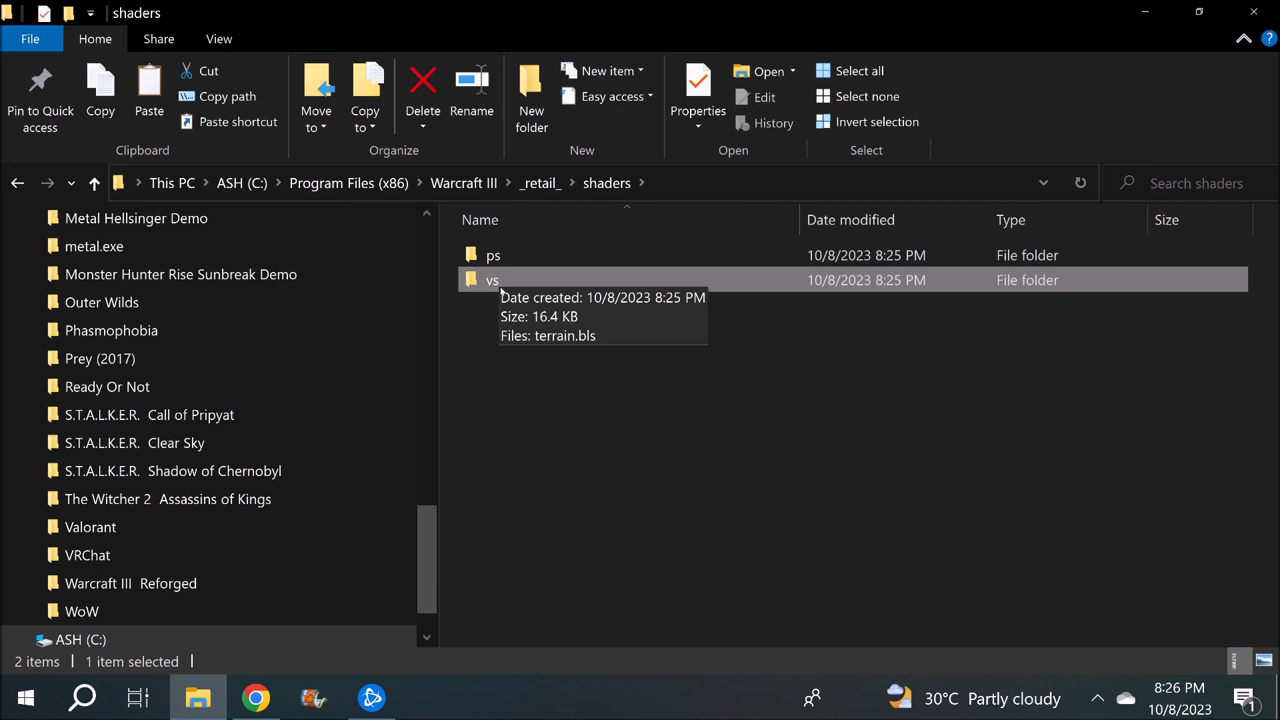 shaders
File
Home
Share
View
Pin to Quick access
Copy
Paste
Cut
Copy path
Paste shortcut
Clipboard
Move to
Copy to
Delete
Rename
Organize
New folder
New item
Easy access
New
Properties
Open
Edit
History
Open
Select all
Select none
Invert selection
Select
This PC
ASH (C:)
Program Files (x86)
Warcraft III
_retail_
shaders
Search shaders
Metal Hellsinger Demo
metal.exe
Monster Hunter Rise Sunbreak Demo
Outer Wilds
Phasmophobia
Prey (2017)
Ready Or Not
S.T.A.L.K.E.R.  Call of Pripyat
S.T.A.L.K.E.R.  Clear Sky
S.T.A.L.K.E.R.  Shadow of Chernobyl
The Witcher 2  Assassins of Kings
Valorant
VRChat
Warcraft III  Reforged
WoW
ASH (C:)
Name Date modified Type Size
ps 10/8/2023 8:25 PM File folder
vs 10/8/2023 8:25 PM File folder
Date created: 10/8/2023 8:25 PM
Size: 16.4 KB
Files: terrain.bls
2 items 1 item selected
30°C Partly cloudy
8:26 PM
10/8/2023
1